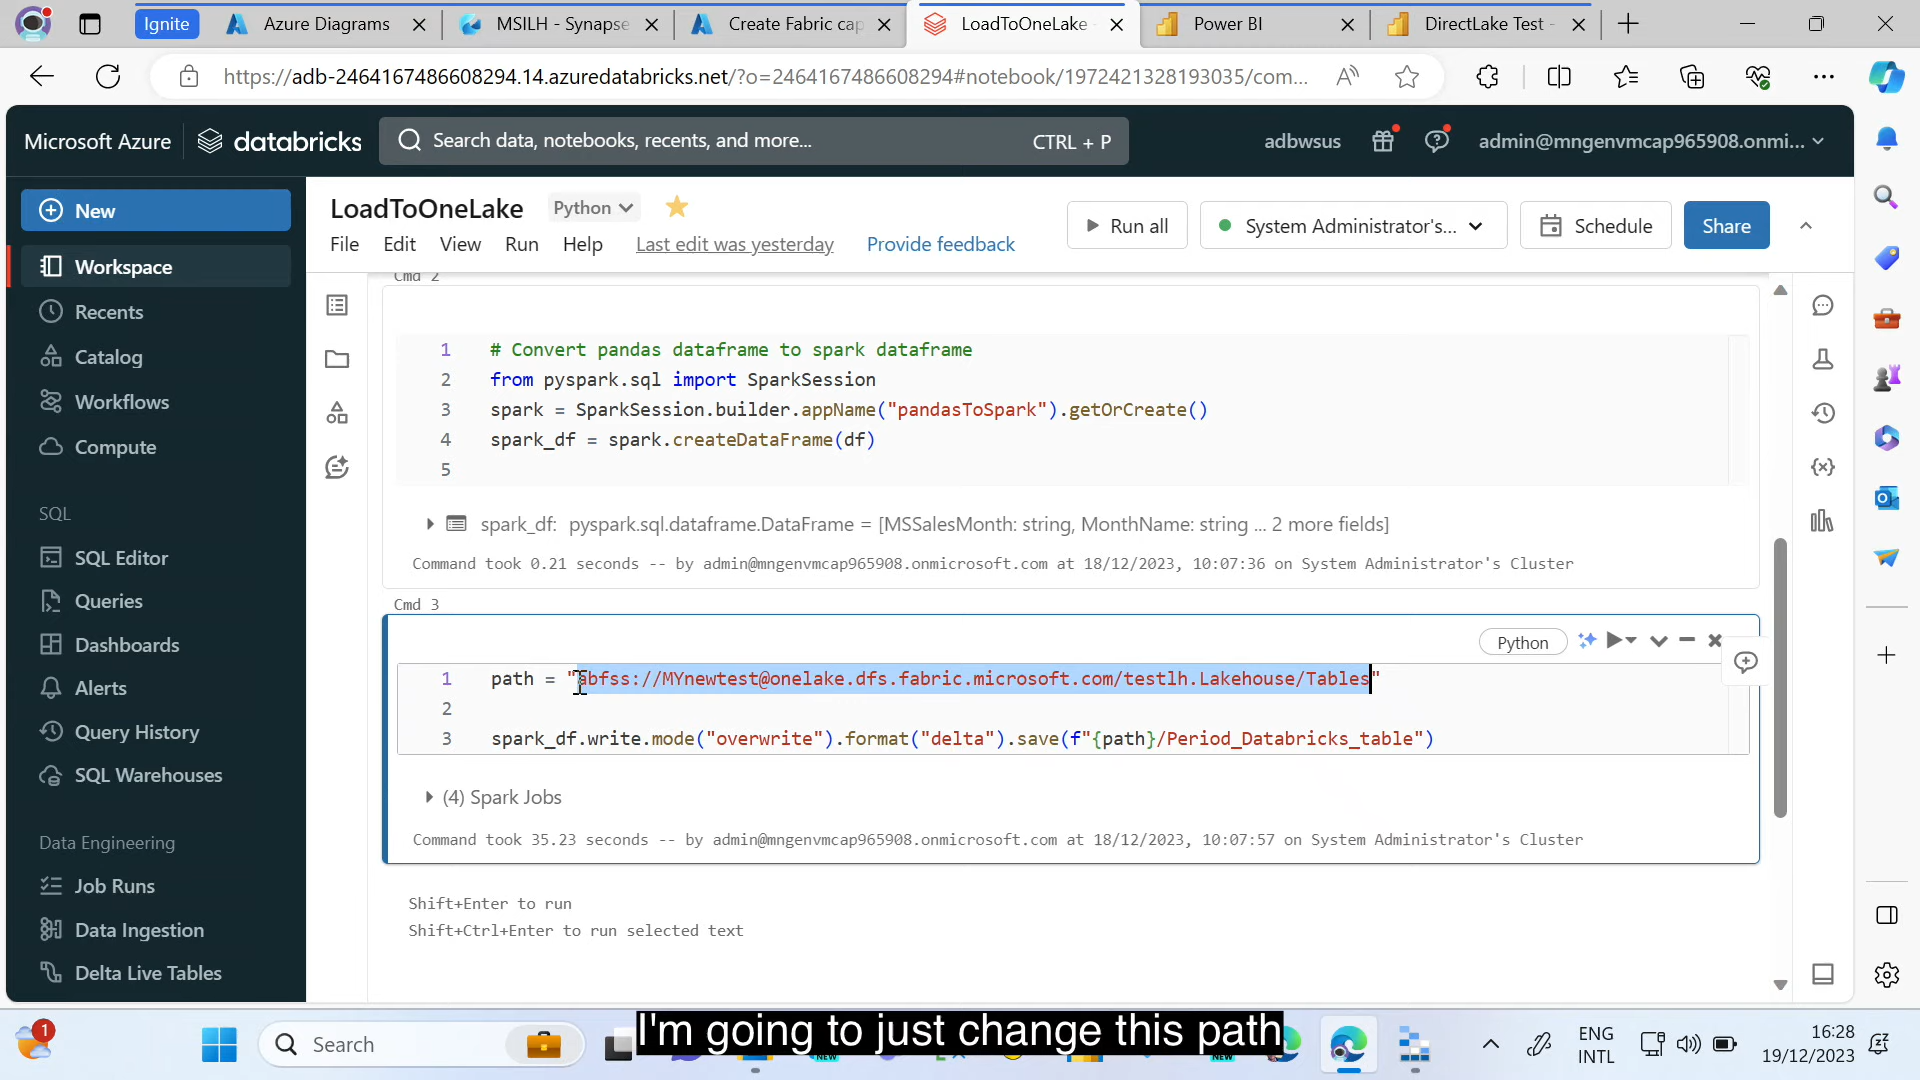 Ignite
Azure Diagrams
MSILH - Synapse
Create Fabric cap
LoadToOneLake
Power BI
DirectLake Test -
https://adb-2464167486608294.14.azuredatabricks.net/?o=2464167486608294#notebook/1972421328193035/com...
Microsoft Azure
databricks
Search data, notebooks, recents, and more...
CTRL + P
adbwsus
admin@mngenvmcap965908.onmi...
New
Workspace
Recents
Catalog
Workflows
Compute
SQL
SQL Editor
Queries
Dashboards
Alerts
Query History
SQL Warehouses
Data Engineering
Job Runs
Data Ingestion
Delta Live Tables
LoadToOneLake
Python
File
Edit
View
Run
Help
Last edit was yesterday
Provide feedback
Run all
System Administrator's...
Schedule
Share
Cmd 2
1 # Convert pandas dataframe to spark dataframe
2 from pyspark.sql import SparkSession
3 spark = SparkSession.builder.appName("pandasToSpark").getOrCreate()
4 spark_df = spark.createDataFrame(df)
5
spark_df: pyspark.sql.dataframe.DataFrame = [MSSalesMonth: string, MonthName: string ... 2 more fields]
Command took 0.21 seconds -- by admin@mngenvmcap965908.onmicrosoft.com at 18/12/2023, 10:07:36 on System Administrator's Cluster
Cmd 3
Python
1 path = "abfss://MYnewtest@onelake.dfs.fabric.microsoft.com/testlh.Lakehouse/Tables"
2
3 spark_df.write.mode("overwrite").format("delta").save(f"{path}/Period_Databricks_table")
(4) Spark Jobs
Command took 35.23 seconds -- by admin@mngenvmcap965908.onmicrosoft.com at 18/12/2023, 10:07:57 on System Administrator's Cluster
Shift+Enter to run
Shift+Ctrl+Enter to run selected text
I'm going to just change this path
1
Search
NEW
NEW
ENG
INTL
16:28
19/12/2023